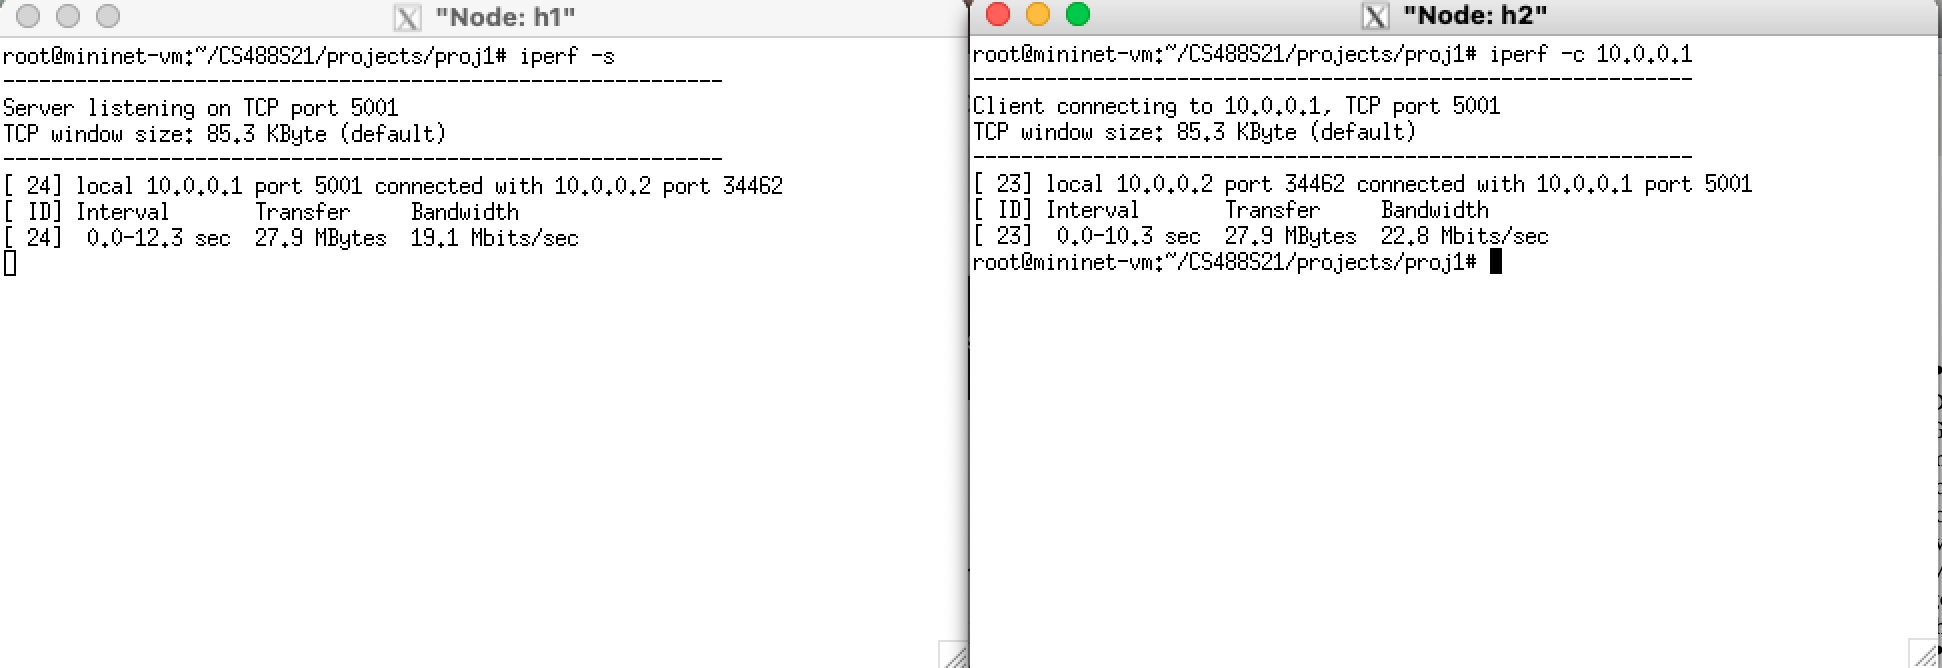 "Node: h1"
root@mininet-vm:~/CS488S21/projects/proj1# iperf -s
------------------------------------------------------------
Server listening on TCP port 5001
TCP window size: 85.3 KByte (default)
------------------------------------------------------------
[ 24] local 10.0.0.1 port 5001 connected with 10.0.0.2 port 34462
[ ID] Interval       Transfer     Bandwidth
[ 24]  0.0-12.3 sec  27.9 MBytes  19.1 Mbits/sec
"Node: h2"
root@mininet-vm:~/CS488S21/projects/proj1# iperf -c 10.0.0.1
------------------------------------------------------------
Client connecting to 10.0.0.1, TCP port 5001
TCP window size: 85.3 KByte (default)
------------------------------------------------------------
[ 23] local 10.0.0.2 port 34462 connected with 10.0.0.1 port 5001
[ ID] Interval       Transfer     Bandwidth
[ 23]  0.0-10.3 sec  27.9 MBytes  22.8 Mbits/sec
root@mininet-vm:~/CS488S21/projects/proj1#